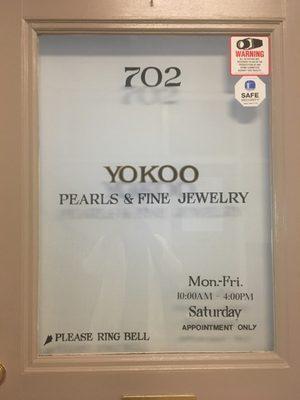 702
WARNING
SAFE
YOKOO
PEARLS & FINE JEWELRY
Mon.-Fri.
10:00AM - 4:00PM
Saturday
APPOINTMENT ONLY
PLEASE RING BELL